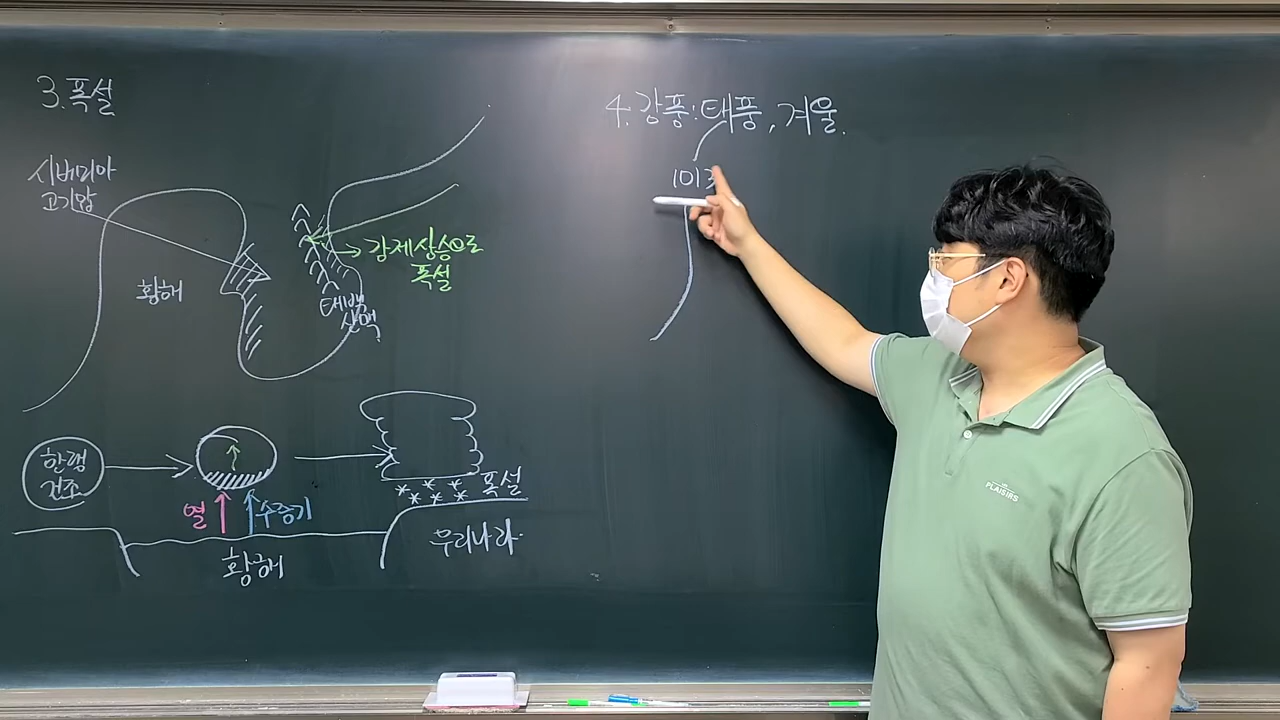 3. 폭설
시베리아
고기압
황해
강제상승으로
폭설
태백
산맥
한랭
건조
열
수증기
황해
폭설
우리나라
4. 강풍: 태풍, 겨울.
1013
PLAISIRS